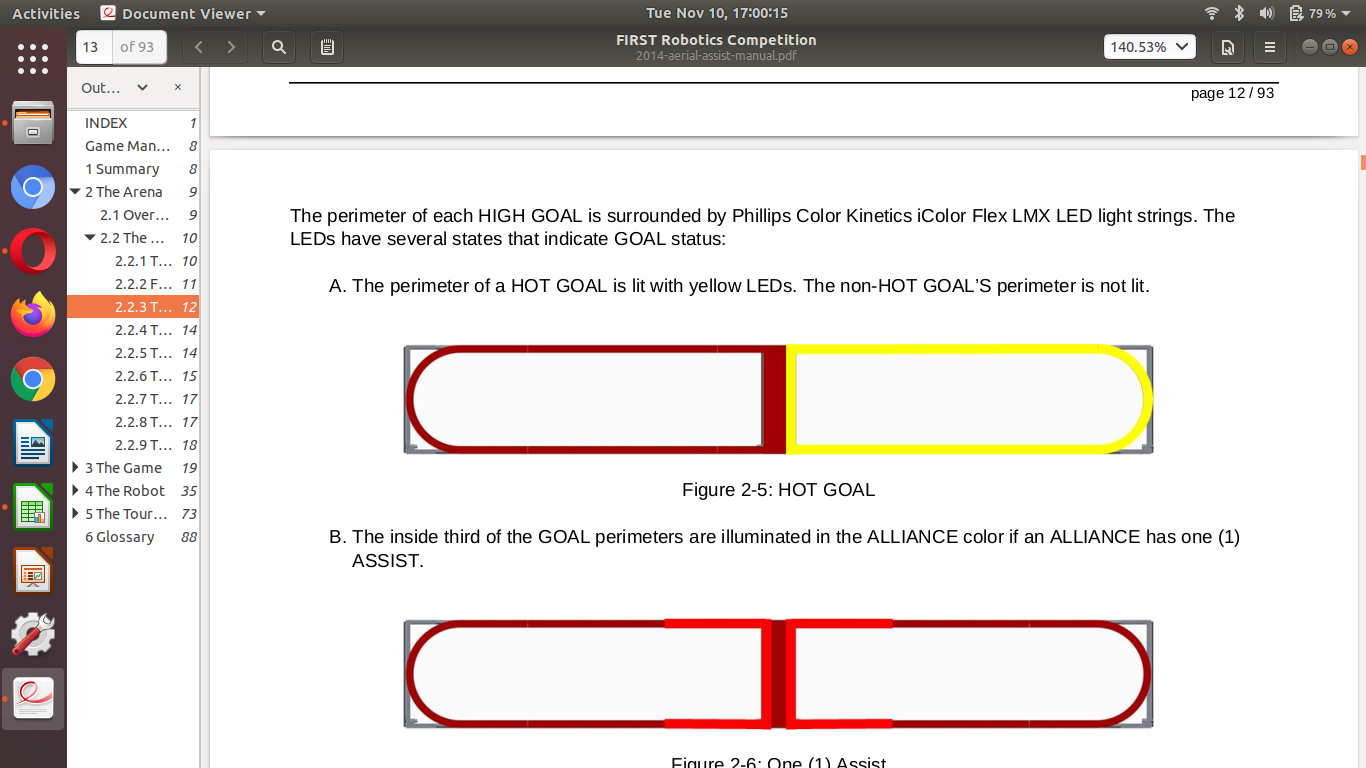 Activities
Document Viewer
Tue Nov 10, 17:00:15
79 %
13
of 93
FIRST Robotics Competition
2014-aerial-assist-manual.pdf
140.53%
Out…
×
INDEX 1
Game Man… 8
1 Summary 8
2 The Arena 9
2.1 Over… 9
2.2 The … 10
2.2.1 T… 10
2.2.2 F… 11
2.2.3 T… 12
2.2.4 T… 14
2.2.5 T… 14
2.2.6 T… 15
2.2.7 T… 17
2.2.8 T… 17
2.2.9 T… 18
3 The Game 19
4 The Robot 35
5 The Tour… 73
6 Glossary 88
page 12 / 93
The perimeter of each HIGH GOAL is surrounded by Phillips Color Kinetics iColor Flex LMX LED light strings. The
LEDs have several states that indicate GOAL status:
A. The perimeter of a HOT GOAL is lit with yellow LEDs. The non-HOT GOAL’S perimeter is not lit.
Figure 2-5: HOT GOAL
B. The inside third of the GOAL perimeters are illuminated in the ALLIANCE color if an ALLIANCE has one (1)
ASSIST.
Figure 2-6: One (1) Assist